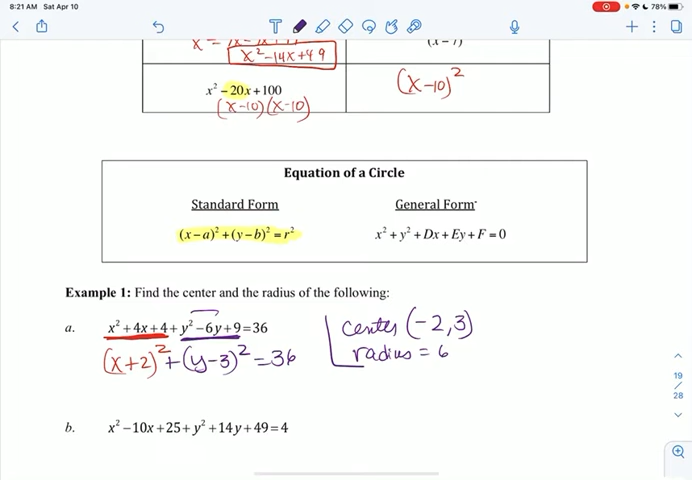 8:21 AM Sat Apr 10
78%
x² - 14x + 49
x² − 20x + 100
(x-10)(x-10)
(x-10)²
Equation of a Circle
Standard Form
General Form
(x − a)² + (y − b)² = r²
x² + y² + Dx + Ey + F = 0
Example 1: Find the center and the radius of the following:
a. x² + 4x + 4 + y² − 6y + 9 = 36
(x+2)² + (y-3)² = 36
center (-2, 3)
radius = 6
b. x² − 10x + 25 + y² + 14y + 49 = 4
19
/
28